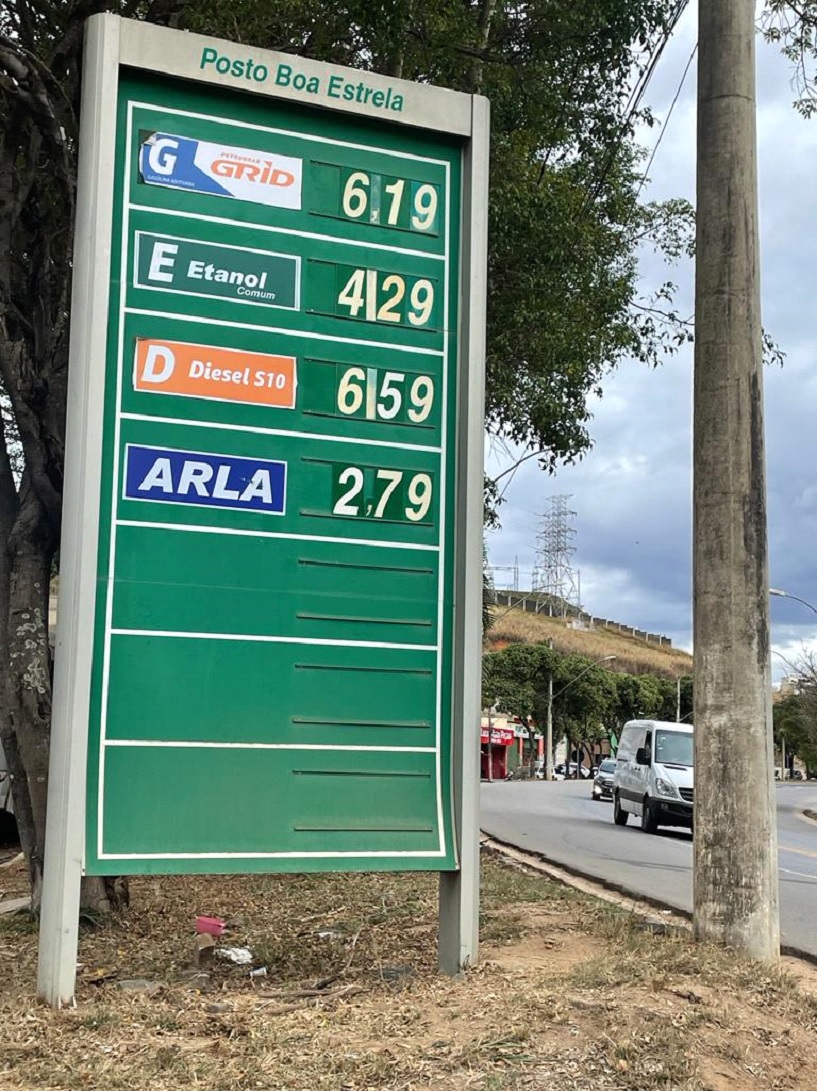 Posto Boa Estrela
G PETROBRAS
GRID
GASOLINA ADITIVADA
6,19
E Etanol
Comum
4,29
D Diesel S10
6,59
ARLA
2,79